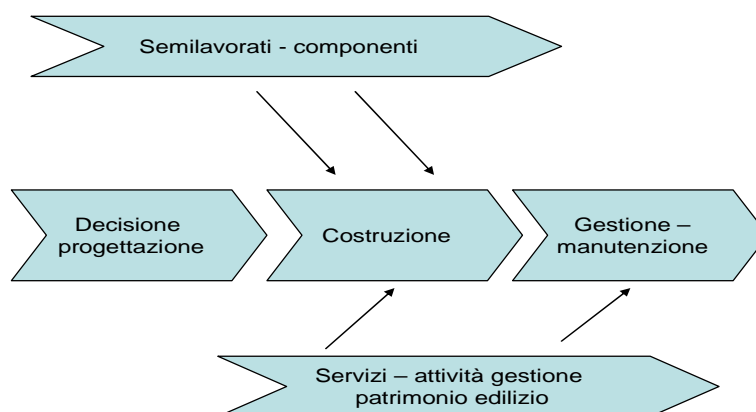 Semilavorati - componenti
Decisione
progettazione
Costruzione
Gestione –
manutenzione
Servizi – attività gestione
patrimonio edilizio